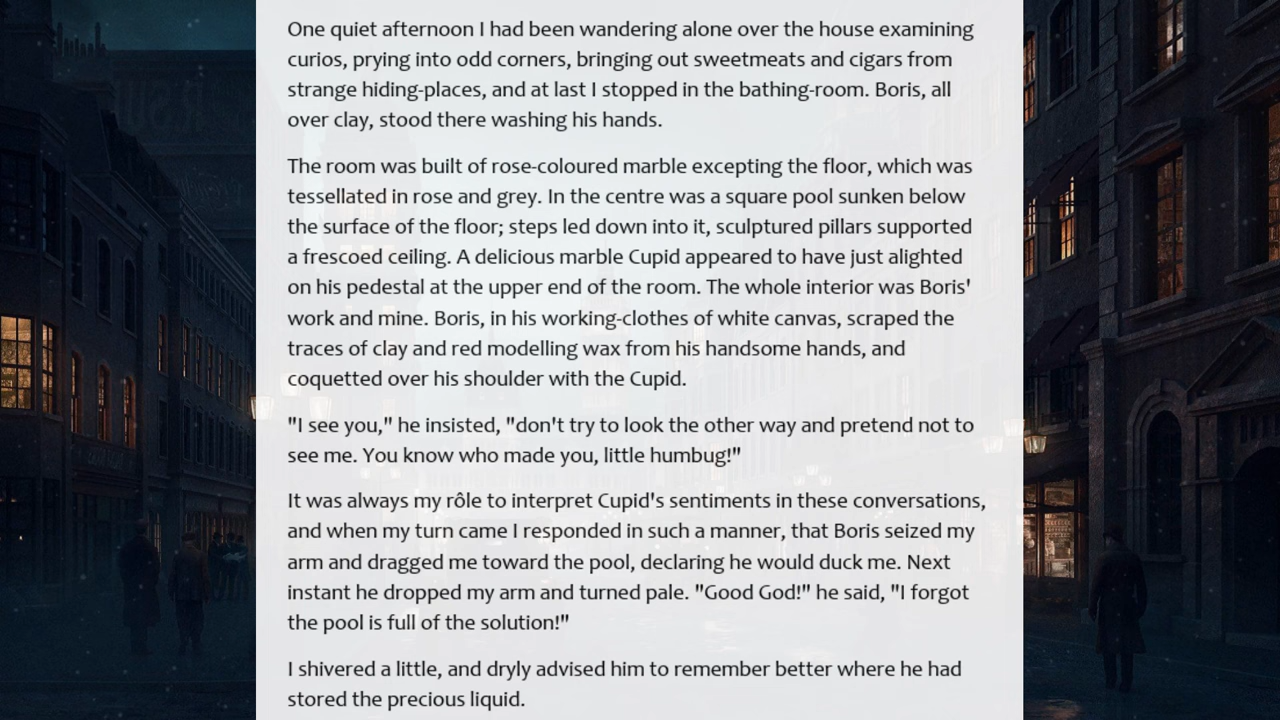 One quiet afternoon I had been wandering alone over the house examining
curios, prying into odd corners, bringing out sweetmeats and cigars from
strange hiding-places, and at last I stopped in the bathing-room. Boris, all
over clay, stood there washing his hands.
The room was built of rose-coloured marble excepting the floor, which was
tessellated in rose and grey. In the centre was a square pool sunken below
the surface of the floor; steps led down into it, sculptured pillars supported
a frescoed ceiling. A delicious marble Cupid appeared to have just alighted
on his pedestal at the upper end of the room. The whole interior was Boris'
work and mine. Boris, in his working-clothes of white canvas, scraped the
traces of clay and red modelling wax from his handsome hands, and
coquetted over his shoulder with the Cupid.
"I see you," he insisted, "don't try to look the other way and pretend not to
see me. You know who made you, little humbug!"
It was always my rôle to interpret Cupid's sentiments in these conversations,
and when my turn came I responded in such a manner, that Boris seized my
arm and dragged me toward the pool, declaring he would duck me. Next
instant he dropped my arm and turned pale. "Good God!" he said, "I forgot
the pool is full of the solution!"
I shivered a little, and dryly advised him to remember better where he had
stored the precious liquid.